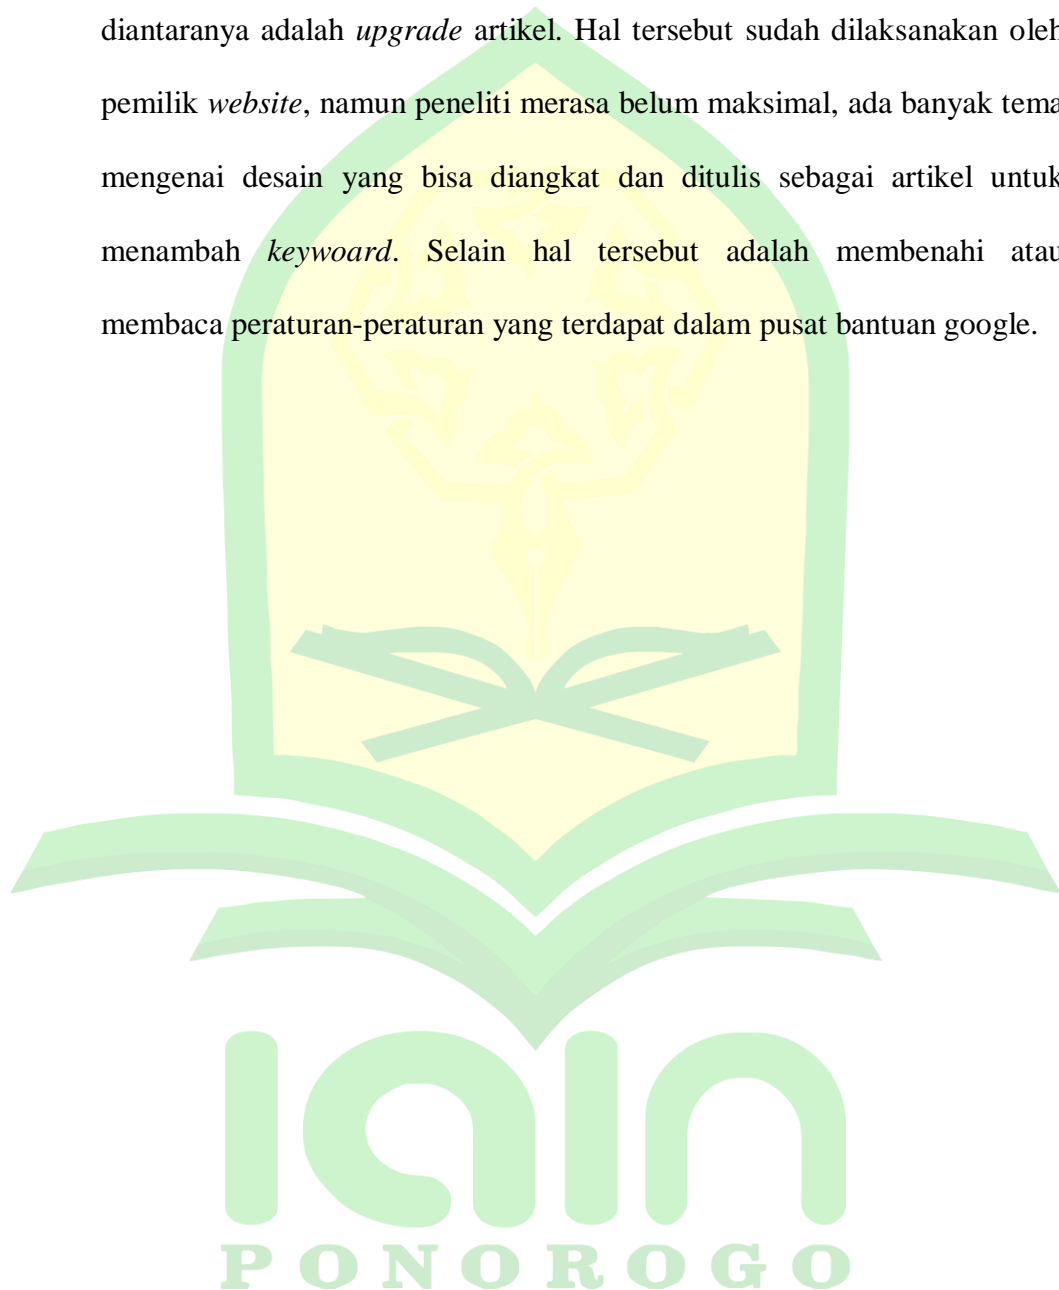 diantaranya adalah upgrade artikel. Hal tersebut sudah dilaksanakan oleh
pemilik website, namun peneliti merasa belum maksimal, ada banyak tema
mengenai desain yang bisa diangkat dan ditulis sebagai artikel untuk
menambah keywoard. Selain hal tersebut adalah membenahi atau
membaca peraturan-peraturan yang terdapat dalam pusat bantuan google.
iain
PONOROGO